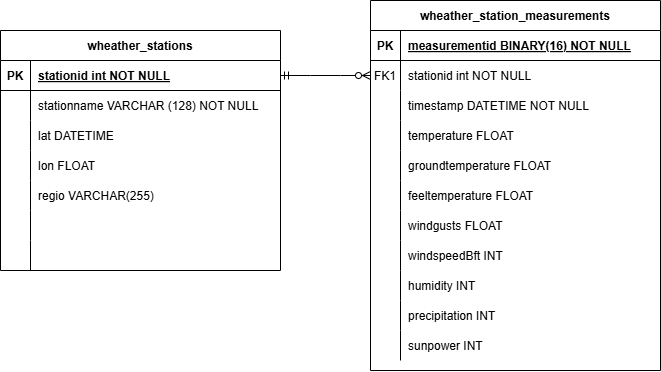 wheather_stations
PK stationid int NOT NULL
stationname VARCHAR (128) NOT NULL
lat DATETIME
lon FLOAT
regio VARCHAR(255)
wheather_station_measurements
PK measurementid BINARY(16) NOT NULL
FK1 stationid int NOT NULL
timestamp DATETIME NOT NULL
temperature FLOAT
groundtemperature FLOAT
feeltemperature FLOAT
windgusts FLOAT
windspeedBft INT
humidity INT
precipitation INT
sunpower INT